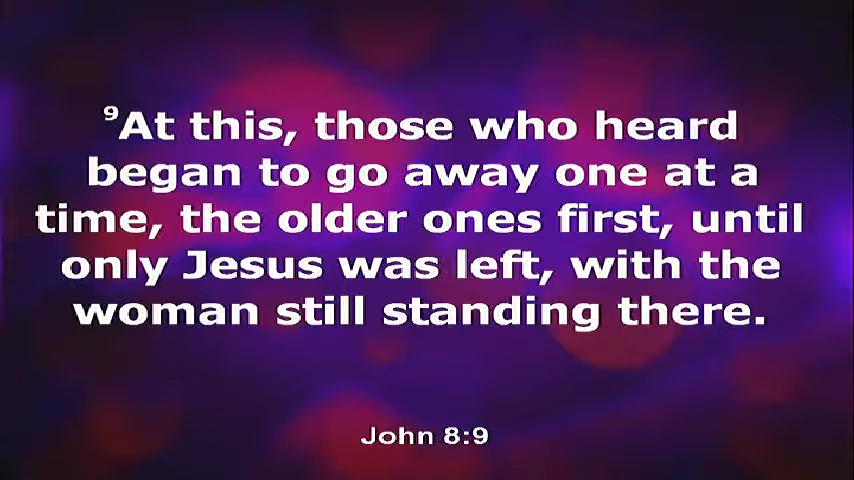 ⁹At this, those who heard
began to go away one at a
time, the older ones first, until
only Jesus was left, with the
woman still standing there.
John 8:9